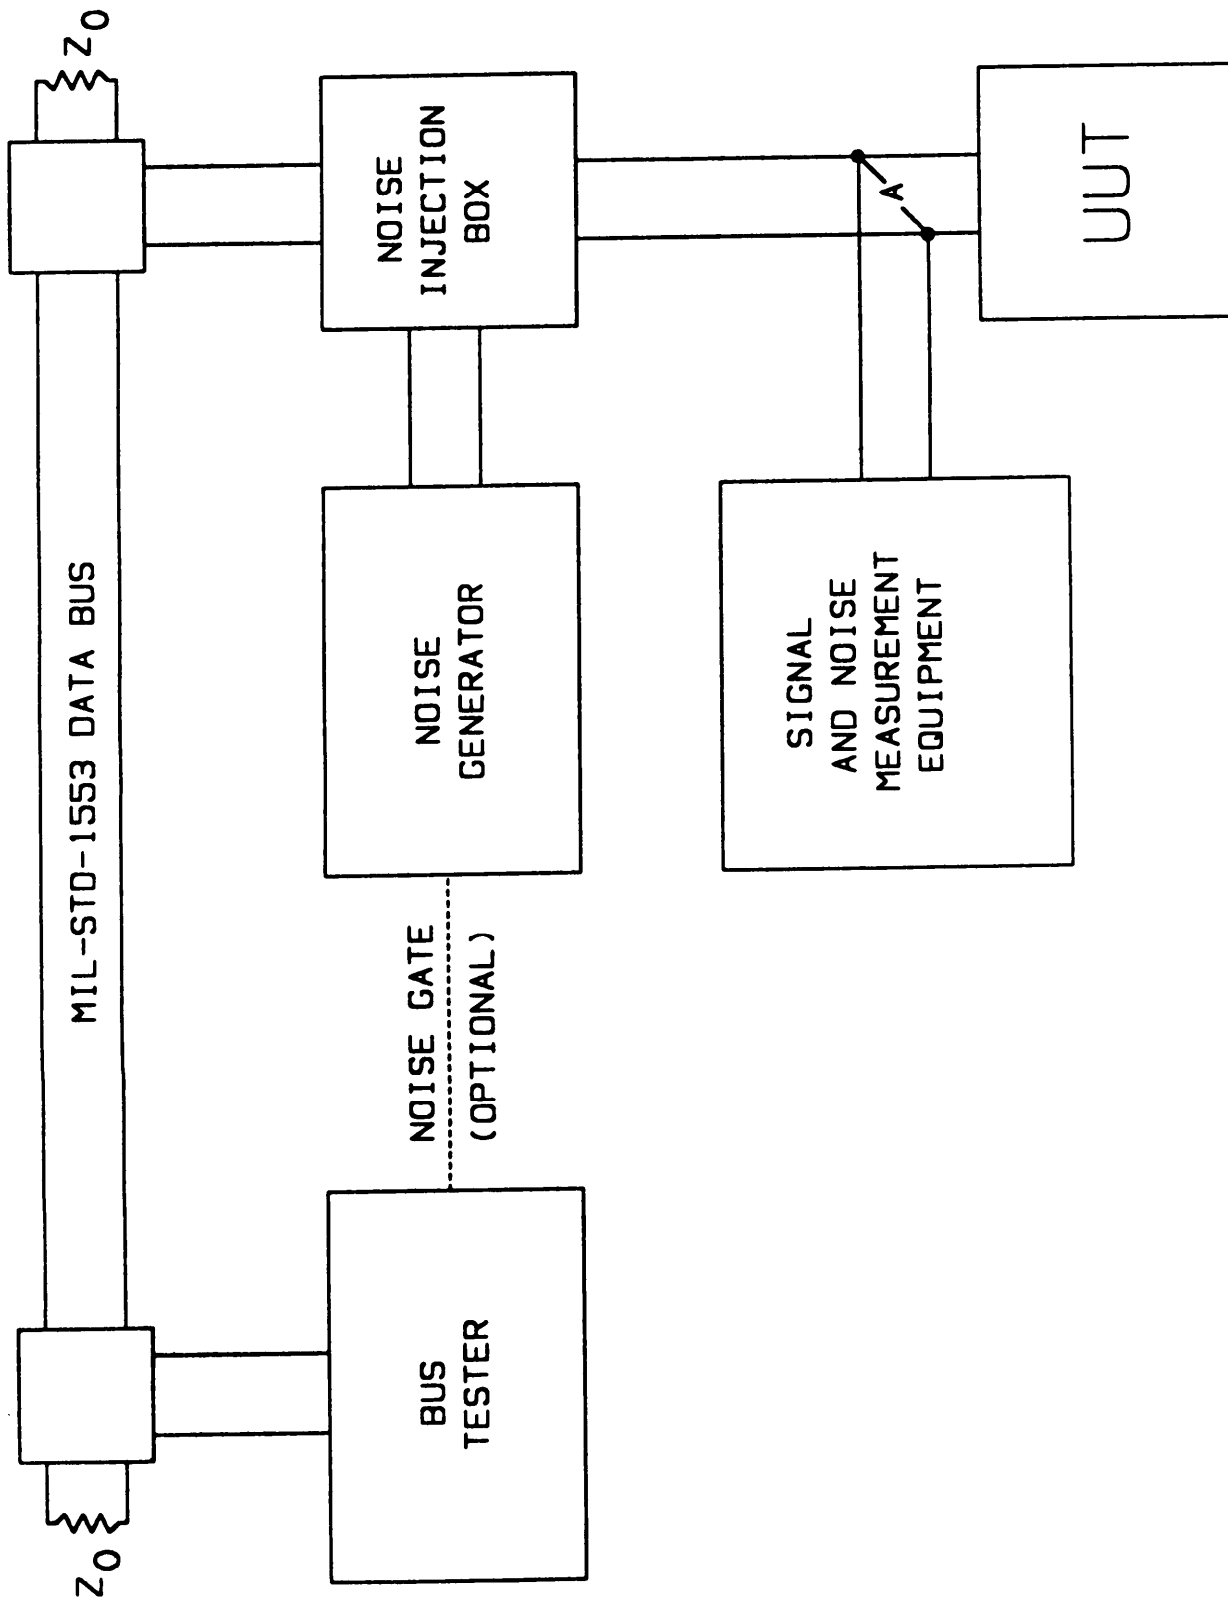 Z0
MIL-STD-1553 DATA BUS
Z0
BUS
TESTER
NOISE GATE
(OPTIONAL)
NOISE
GENERATOR
NOISE
INJECTION
BOX
SIGNAL
AND NOISE
MEASUREMENT
EQUIPMENT
A
UUT